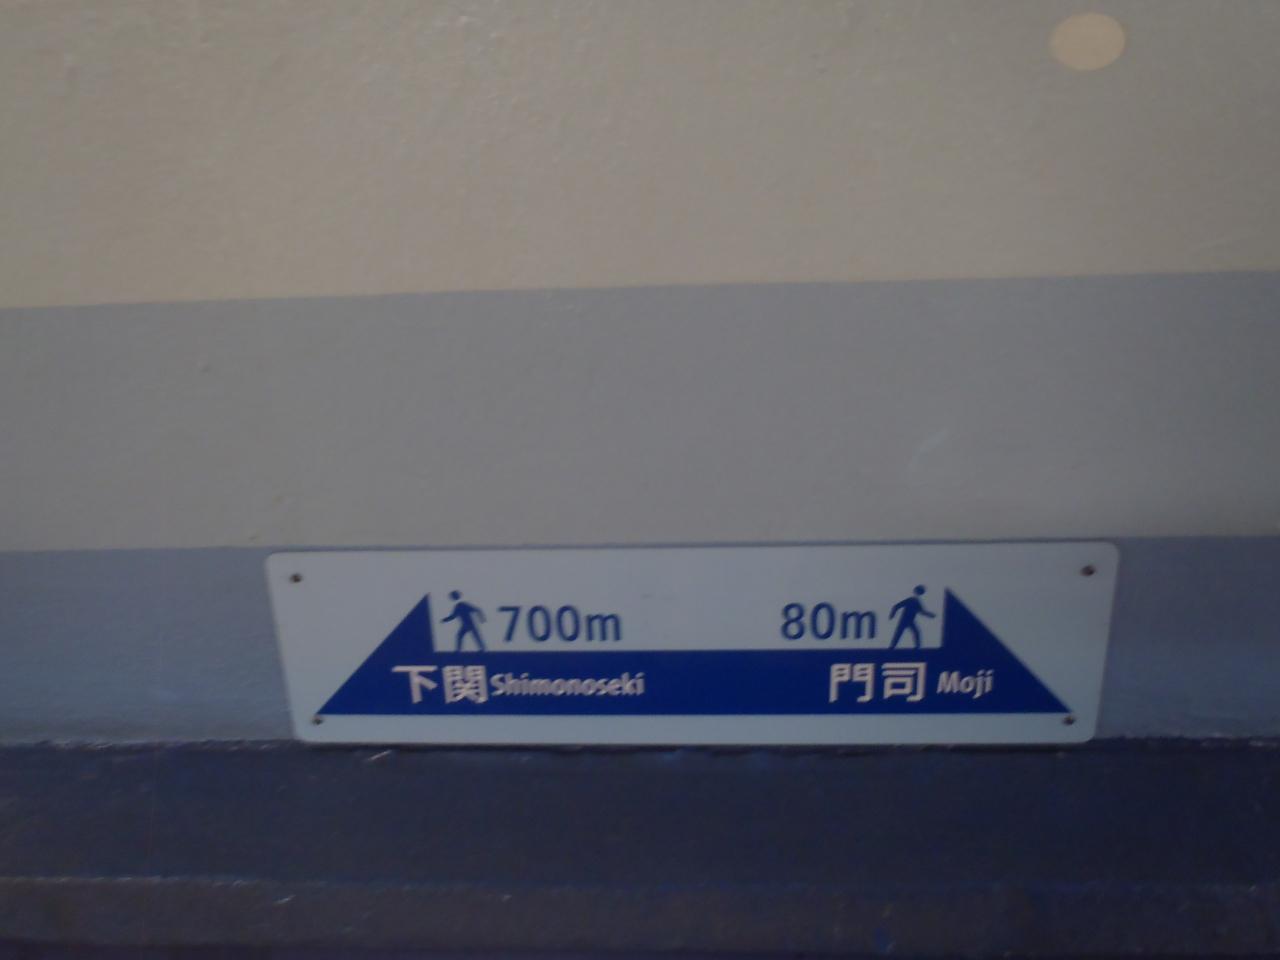 700m 80m
下関 Shimonoseki 門司 Moji